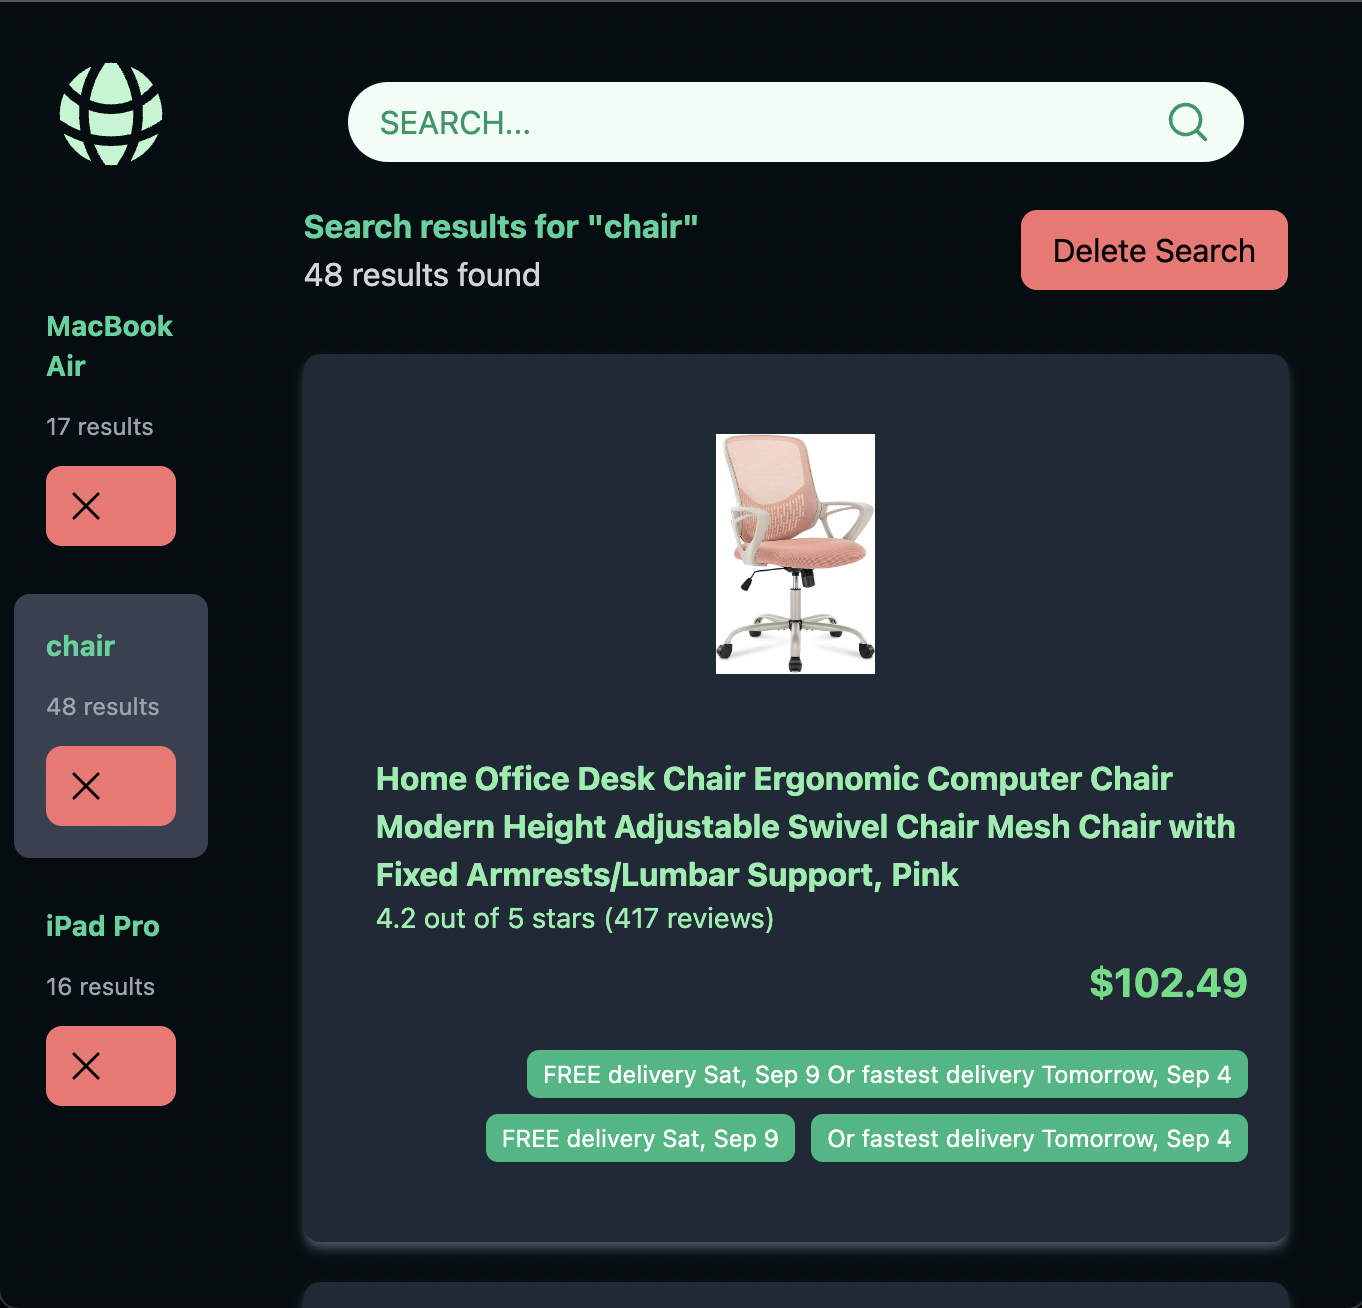 SEARCH...
Search results for "chair"
48 results found
Delete Search
MacBook
Air
17 results
chair
48 results
iPad Pro
16 results
Home Office Desk Chair Ergonomic Computer Chair
Modern Height Adjustable Swivel Chair Mesh Chair with
Fixed Armrests/Lumbar Support, Pink
4.2 out of 5 stars (417 reviews)
$102.49
FREE delivery Sat, Sep 9 Or fastest delivery Tomorrow, Sep 4
FREE delivery Sat, Sep 9
Or fastest delivery Tomorrow, Sep 4